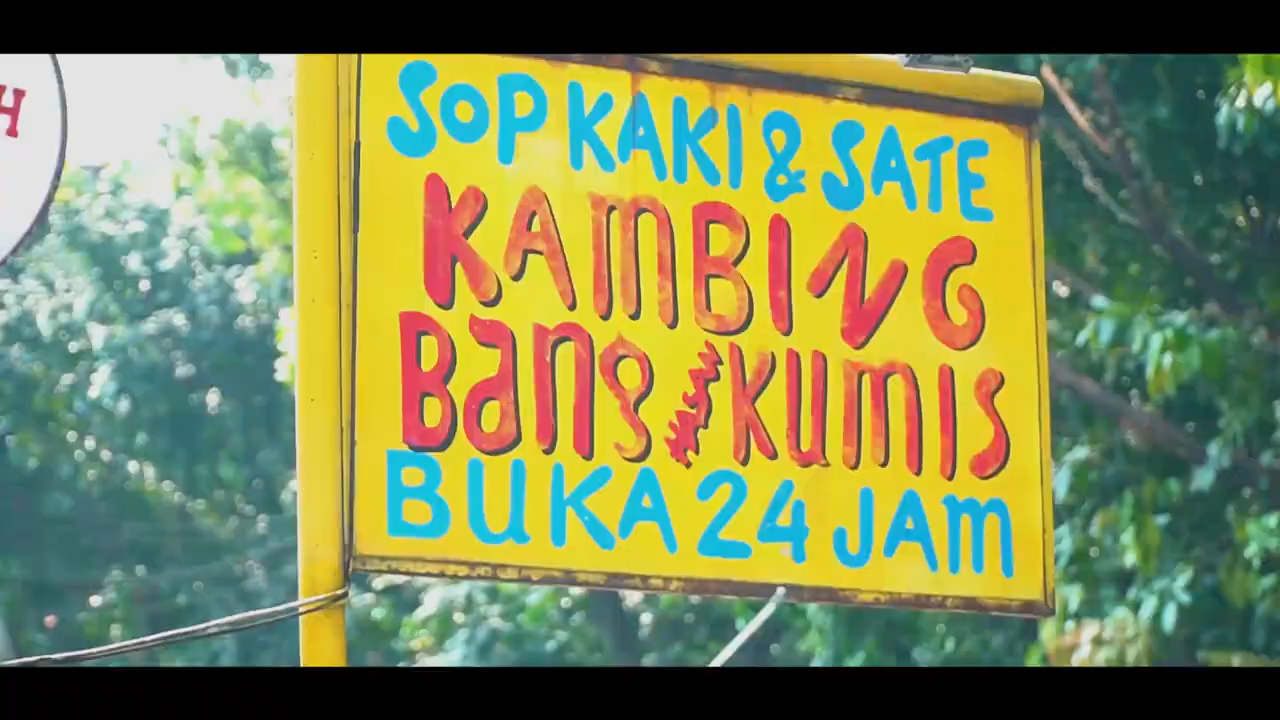 SOP KAKI & SATE
KAMBING
BANG KUMIS
BUKA 24 JAM